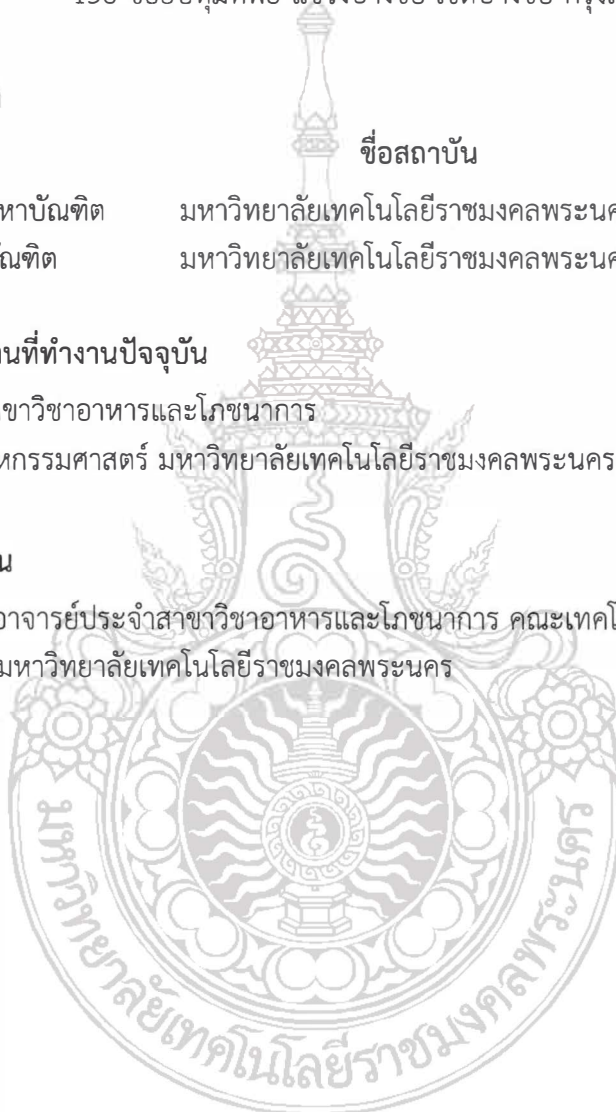 ชื่อสถาบัน
หาบัณฑิต มหาวิทยาลัยเทคโนโลยีราชมงคลพระนค
ัณฑิต มหาวิทยาลัยเทคโนโลยีราชมงคลพระนค
านที่ทำงานปัจจุบัน
ขาวิชาอาหารและโภชนาการ
หกรรมศาสตร์ มหาวิทยาลัยเทคโนโลยีราชมงคลพระนคร
น
อาจารย์ประจำสาขาวิชาอาหารและโภชนาการ คณะเทคโ
มหาวิทยาลัยเทคโนโลยีราชมงคลพระนคร
มหาวิทยาลัยเทคโนโลยีราชมงคลพระนคร